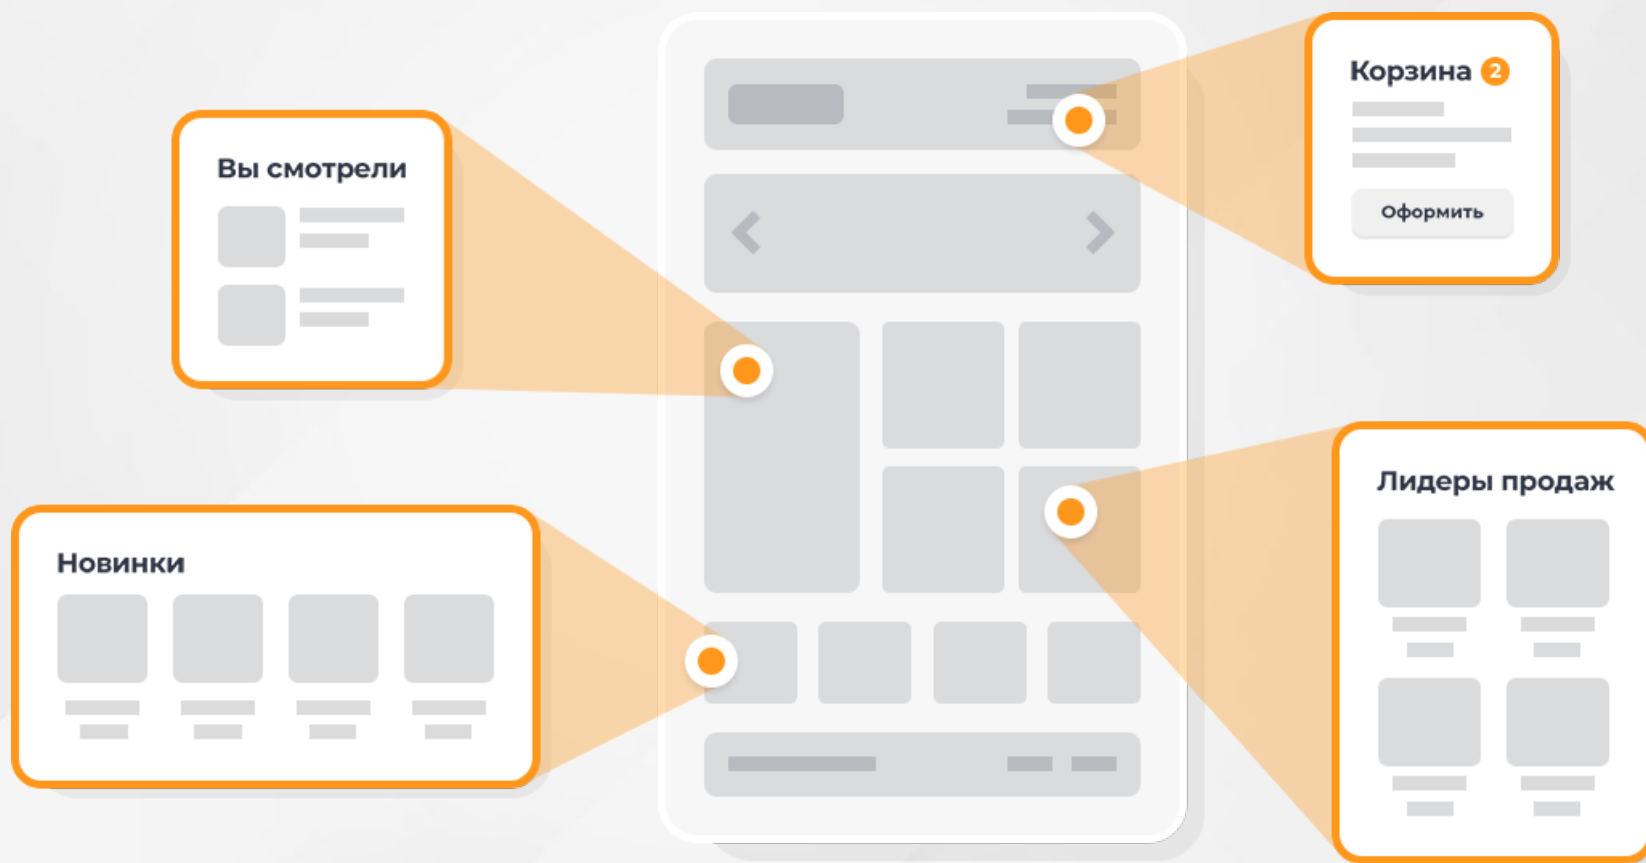 Корзина 2
Оформить
Вы смотрели
Лидеры продаж
Новинки